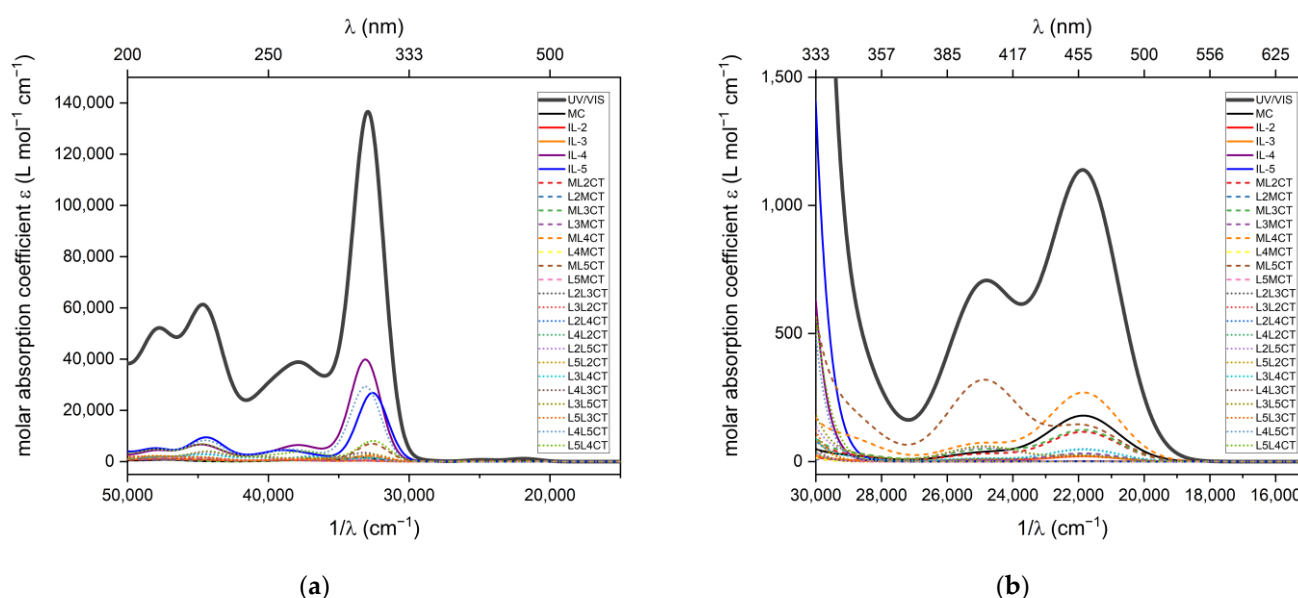 λ (nm)
200 250 333 500
molar absorption coefficient ε (L mol⁻¹ cm⁻¹)
140,000
120,000
100,000
80,000
60,000
40,000
20,000
0
50,000 40,000 30,000 20,000
1/λ (cm⁻¹)
UV/VIS
MC
IL-2
IL-3
IL-4
IL-5
ML2CT
L2MCT
ML3CT
L3MCT
ML4CT
L4MCT
ML5CT
L5MCT
L2L3CT
L3L2CT
L2L4CT
L4L2CT
L2L5CT
L5L2CT
L3L4CT
L4L3CT
L3L5CT
L5L3CT
L4L5CT
L5L4CT
(a)
λ (nm)
333 357 385 417 455 500 556 625
molar absorption coefficient ε (L mol⁻¹ cm⁻¹)
1,500
1,000
500
0
30,000 28,000 26,000 24,000 22,000 20,000 18,000 16,000
1/λ (cm⁻¹)
UV/VIS
MC
IL-2
IL-3
IL-4
IL-5
ML2CT
L2MCT
ML3CT
L3MCT
ML4CT
L4MCT
ML5CT
L5MCT
L2L3CT
L3L2CT
L2L4CT
L4L2CT
L2L5CT
L5L2CT
L3L4CT
L4L3CT
L3L5CT
L5L3CT
L4L5CT
L5L4CT
(b)